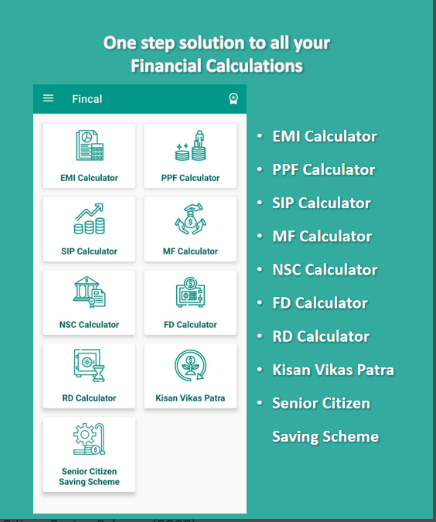 One step solution to all your
Financial Calculations
Fincal
EMI Calculator
PPF Calculator
SIP Calculator
MF Calculator
NSC Calculator
FD Calculator
RD Calculator
Kisan Vikas Patra
Senior Citizen
Saving Scheme
• EMI Calculator
• PPF Calculator
• SIP Calculator
• MF Calculator
• NSC Calculator
• FD Calculator
• RD Calculator
• Kisan Vikas Patra
• Senior Citizen
Saving Scheme